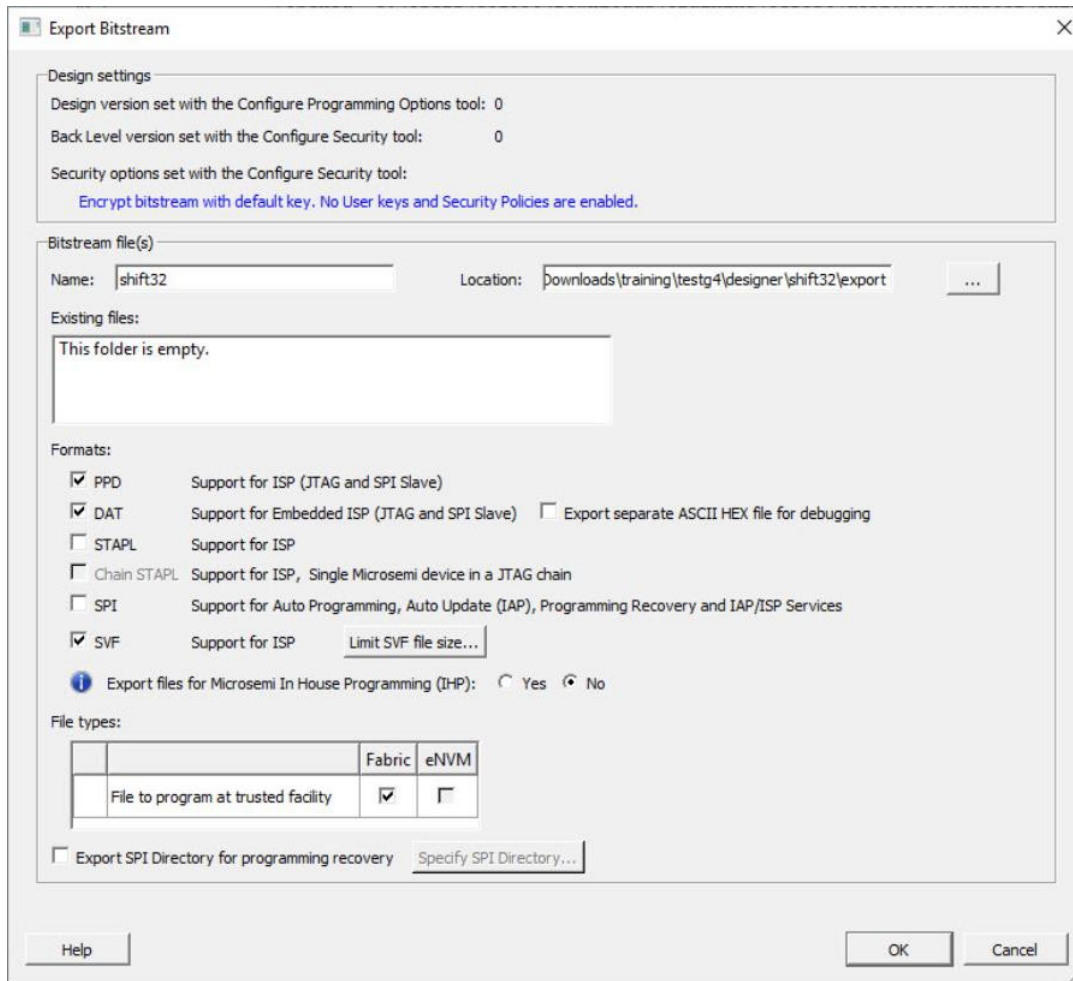 Export Bitstream
Design settings
Design version set with the Configure Programming Options tool: 0
Back Level version set with the Configure Security tool: 0
Security options set with the Configure Security tool:
Encrypt bitstream with default key. No User keys and Security Policies are enabled.
Bitstream file(s)
Name: shift32 Location: Downloads\training\testg4\designer\shift32\export ...
Existing files:
This folder is empty.
Formats:
PPD Support for ISP (JTAG and SPI Slave)
DAT Support for Embedded ISP (JTAG and SPI Slave) Export separate ASCII HEX file for debugging
STAPL Support for ISP
Chain STAPL Support for ISP, Single Microsemi device in a JTAG chain
SPI Support for Auto Programming, Auto Update (IAP), Programming Recovery and IAP/ISP Services
SVF Support for ISP Limit SVF file size...
Export files for Microsemi In House Programming (IHP): Yes No
File types:
Fabric eNVM
File to program at trusted facility
Export SPI Directory for programming recovery Specify SPI Directory...
Help OK Cancel